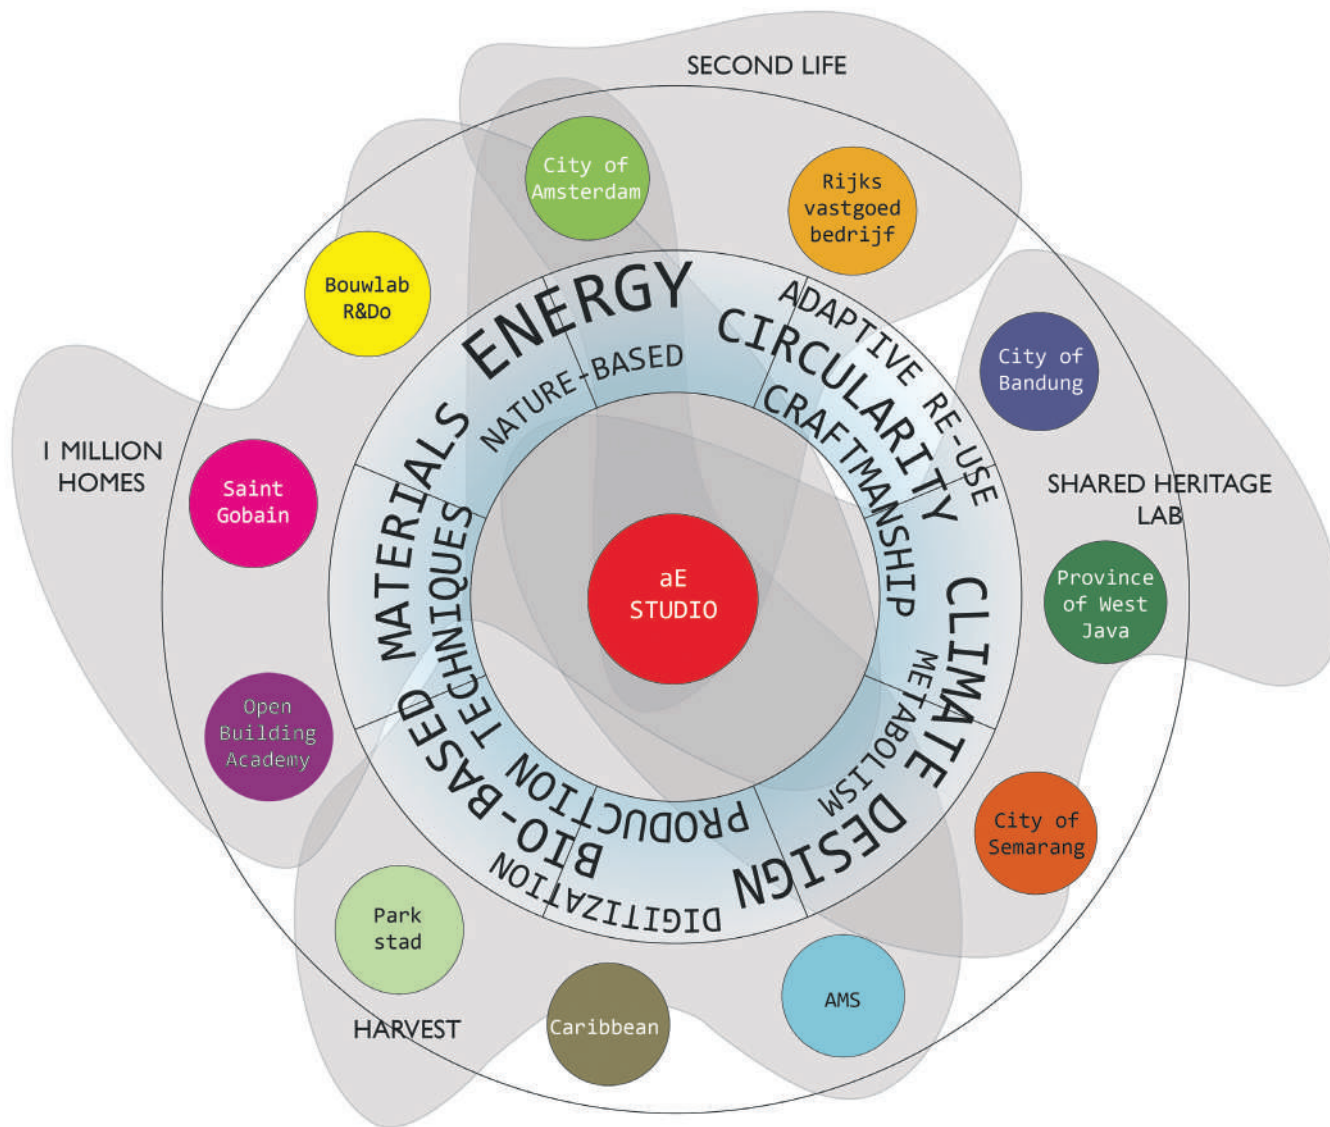 SECOND LIFE
City of
Amsterdam
Rijks
vastgoed
bedrijf
Bouwlab
R&Do
City of
Bandung
1 MILLION
HOMES
Saint
Gobain
SHARED HERITAGE
LAB
Province
of West
Java
Open
Building
Academy
City of
Semarang
Park
stad
HARVEST
Caribbean
AMS
ENERGY
NATURE-BASED
ADAPTIVE RE-USE
CIRCULARITY
CRAFTMANSHIP
CLIMATE DESIGN
METABOLISM
BIO-BASED MATERIALS
PRODUCTION TECHNIQUES
DIGITIZATION
aE
STUDIO